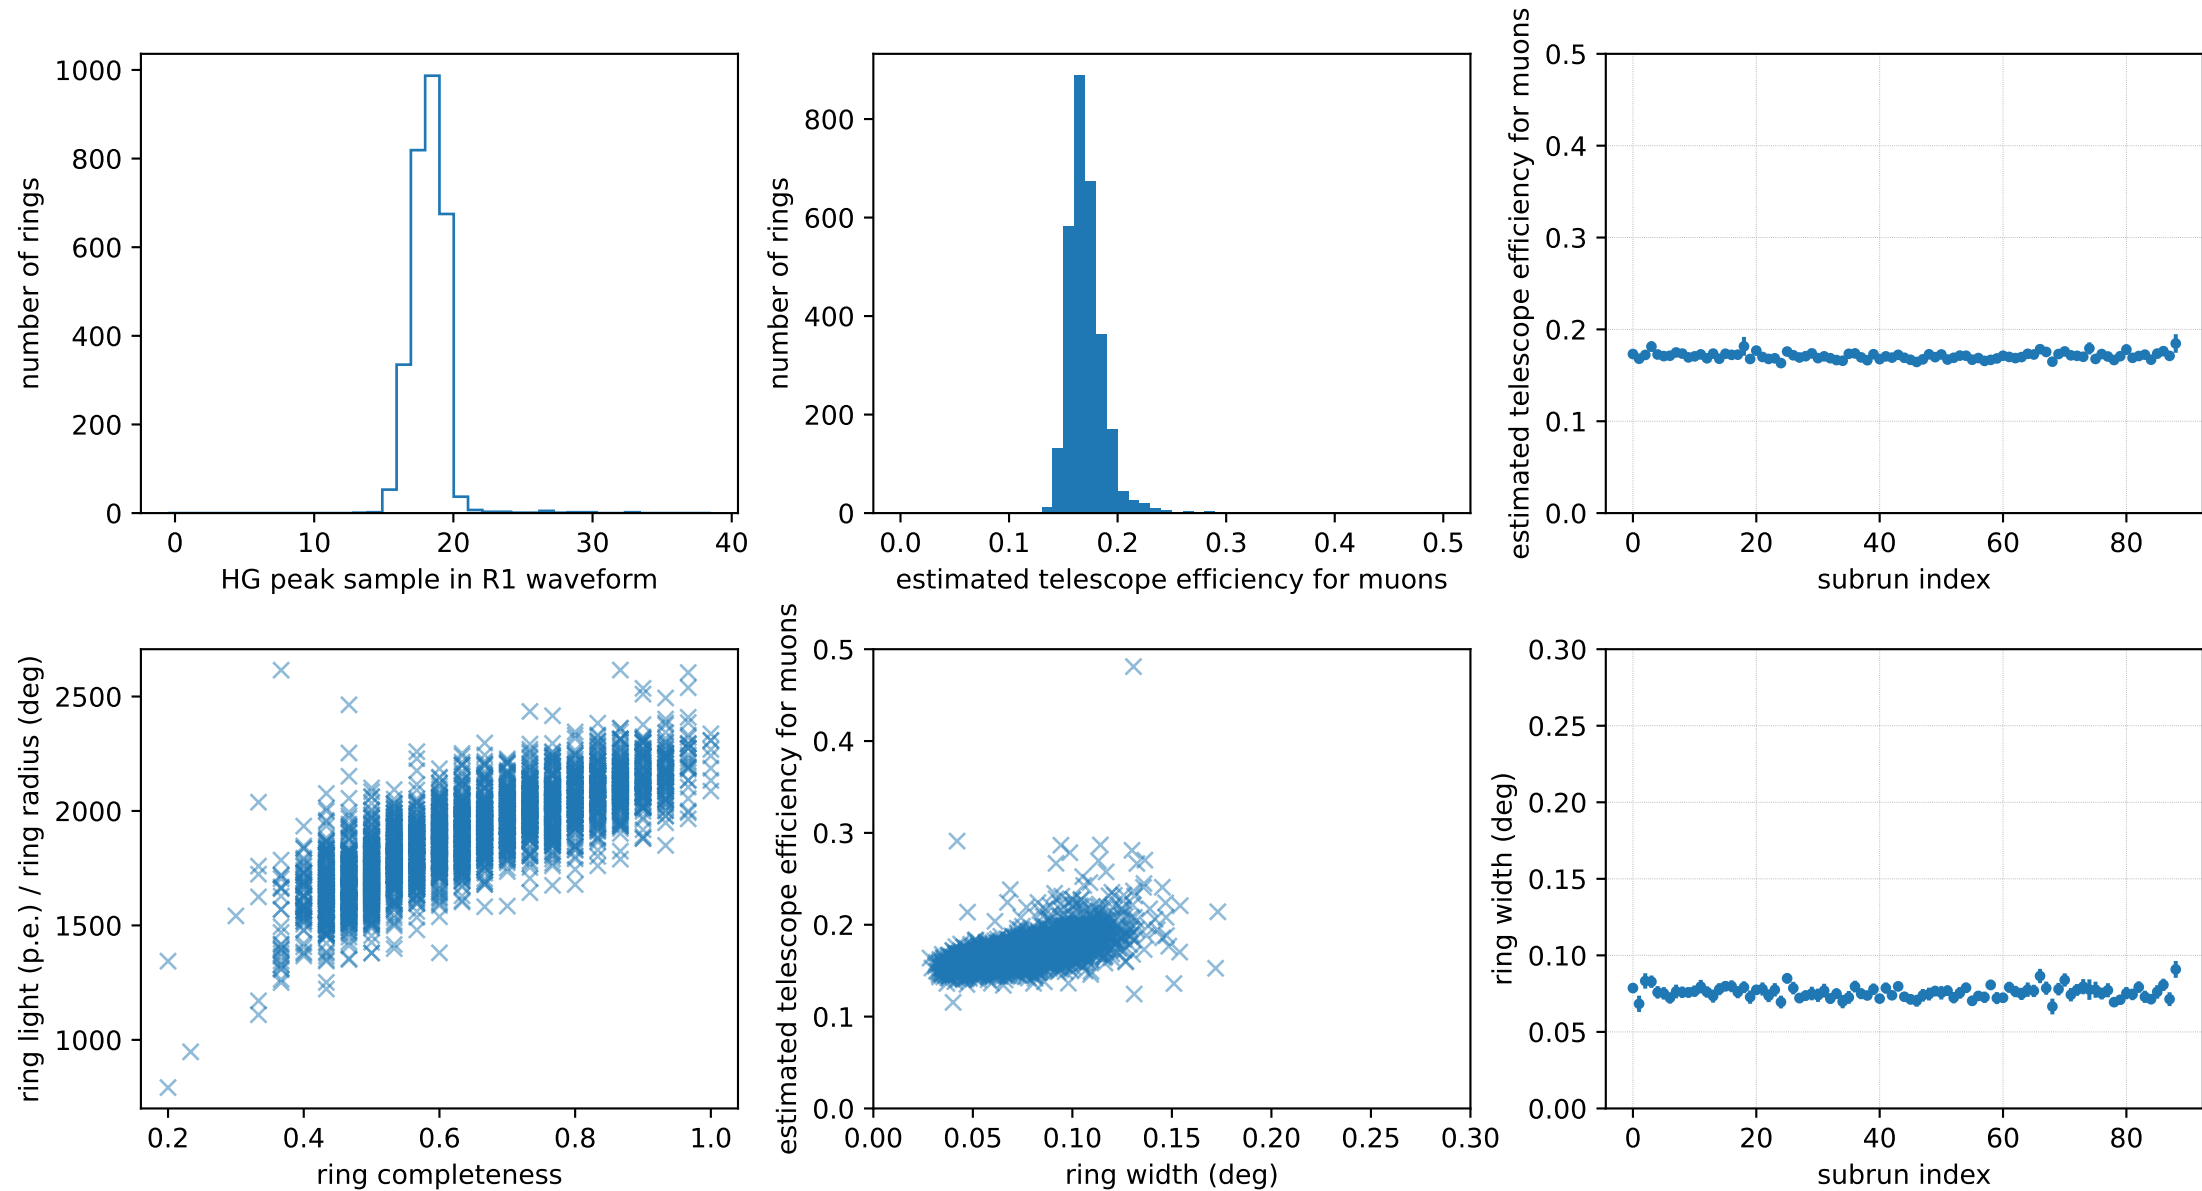 number of rings
1000
800
600
400
200
0
0 10 20 30 40
HG peak sample in R1 waveform
number of rings
800
600
400
200
0
0.0 0.1 0.2 0.3 0.4 0.5
estimated telescope efficiency for muons
estimated telescope efficiency for muons
0.5
0.4
0.3
0.2
0.1
0.0
0 20 40 60 80
subrun index
ring light (p.e.) / ring radius (deg)
2500
2000
1500
1000
0.2 0.4 0.6 0.8 1.0
ring completeness
estimated telescope efficiency for muons
0.5
0.4
0.3
0.2
0.1
0.0
0.00 0.05 0.10 0.15 0.20 0.25 0.30
ring width (deg)
ring width (deg)
0.30
0.25
0.20
0.15
0.10
0.05
0.00
0 20 40 60 80
subrun index